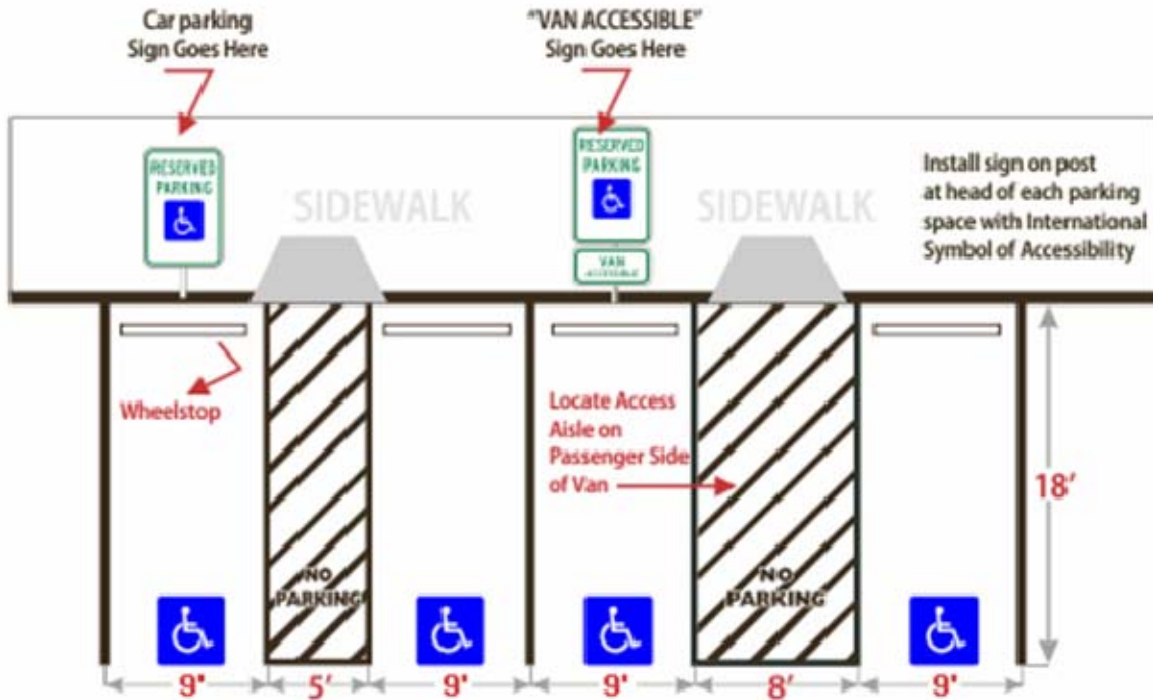 Car parking
Sign Goes Here
"VAN ACCESSIBLE"
Sign Goes Here
RESERVED
PARKING
SIDEWALK
RESERVED
PARKING
VAN
ACCESSIBLE
SIDEWALK
Install sign on post
at head of each parking
space with International
Symbol of Accessibility
Wheelstop
Locate Access
Aisle on
Passenger Side
of Van
18'
NO
PARKING
NO
PARKING
9'
5'
9'
9'
8'
9'